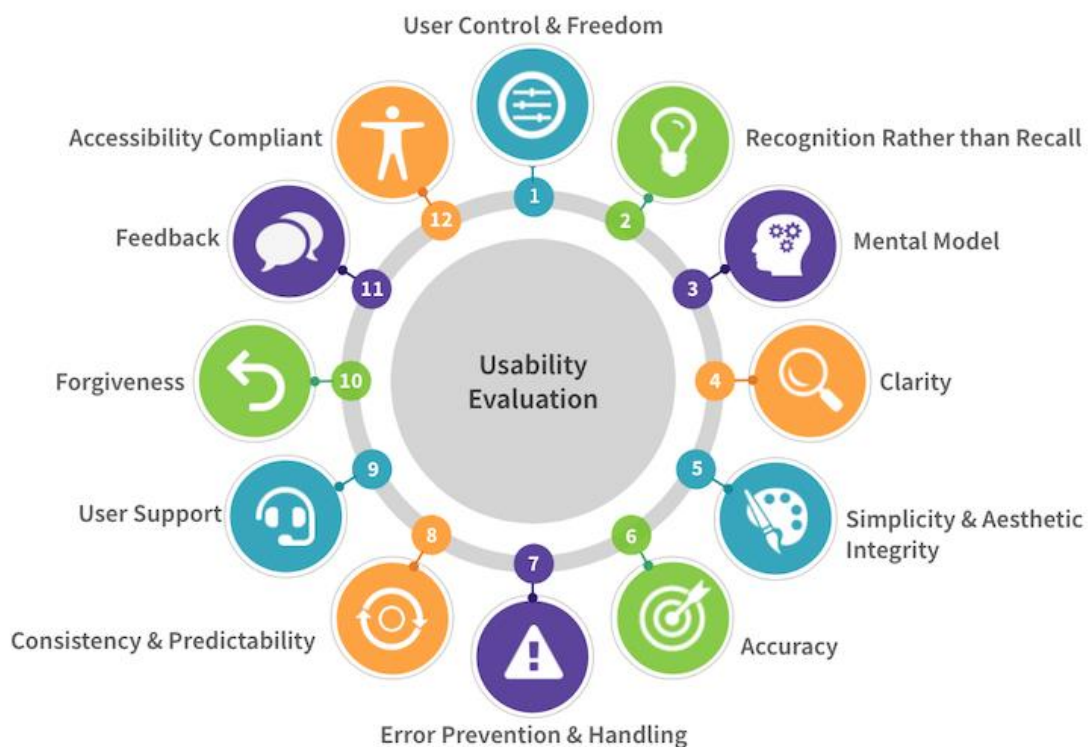 User Control & Freedom
1
Recognition Rather than Recall
2
Mental Model
3
Clarity
4
Simplicity & Aesthetic
Integrity
5
Accuracy
6
Error Prevention & Handling
7
Consistency & Predictability
8
User Support
9
Forgiveness
10
Feedback
11
Accessibility Compliant
12
Usability
Evaluation